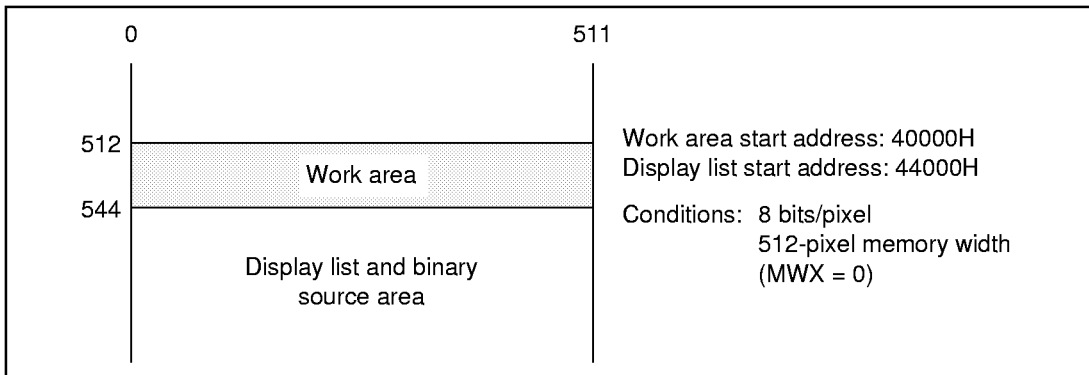 0 511
512
Work area
544
Display list and binary
source area
Work area start address: 40000H
Display list start address: 44000H
Conditions: 8 bits/pixel
512-pixel memory width
(MWX = 0)